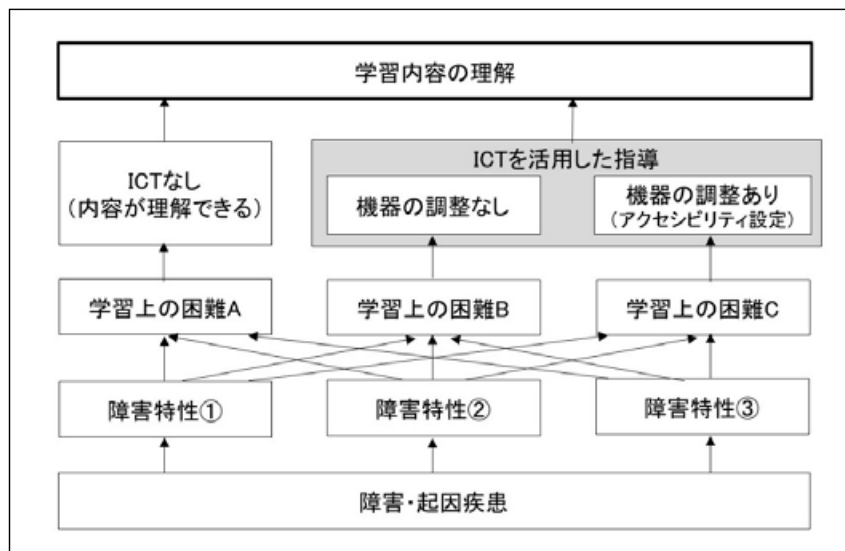 学習内容の理解
ICTを活用した指導
ICTなし
(内容が理解できる)
機器の調整なし
機器の調整あり
(アクセシビリティ設定)
学習上の困難A
学習上の困難B
学習上の困難C
障害特性①
障害特性②
障害特性③
障害・起因疾患